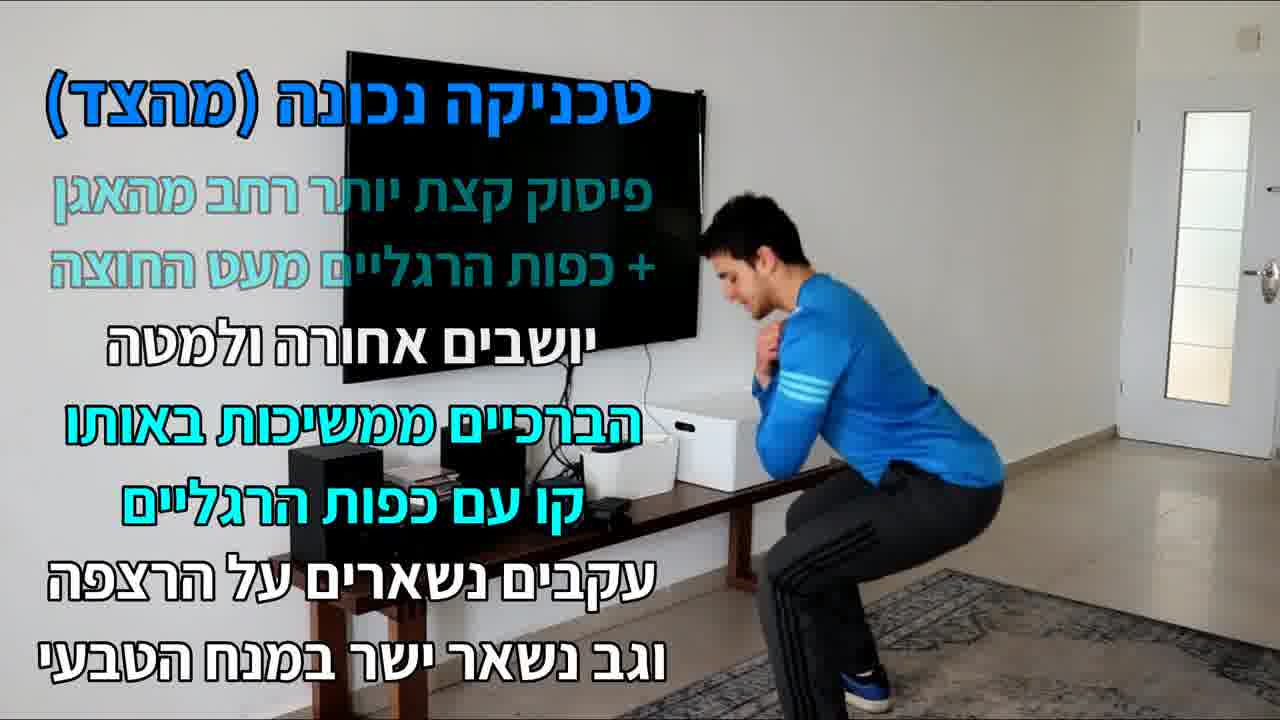 טכניקה נכונה (מהצד)
פיסוק קצת יותר רחב מהאגן
+ כפות הרגליים מעט החוצה
יושבים אחורה ולמטה
הברכיים ממשיכות באותו
קו עם כפות הרגליים
עקבים נשארים על הרצפה
וגב נשאר ישר במנח הטבעי